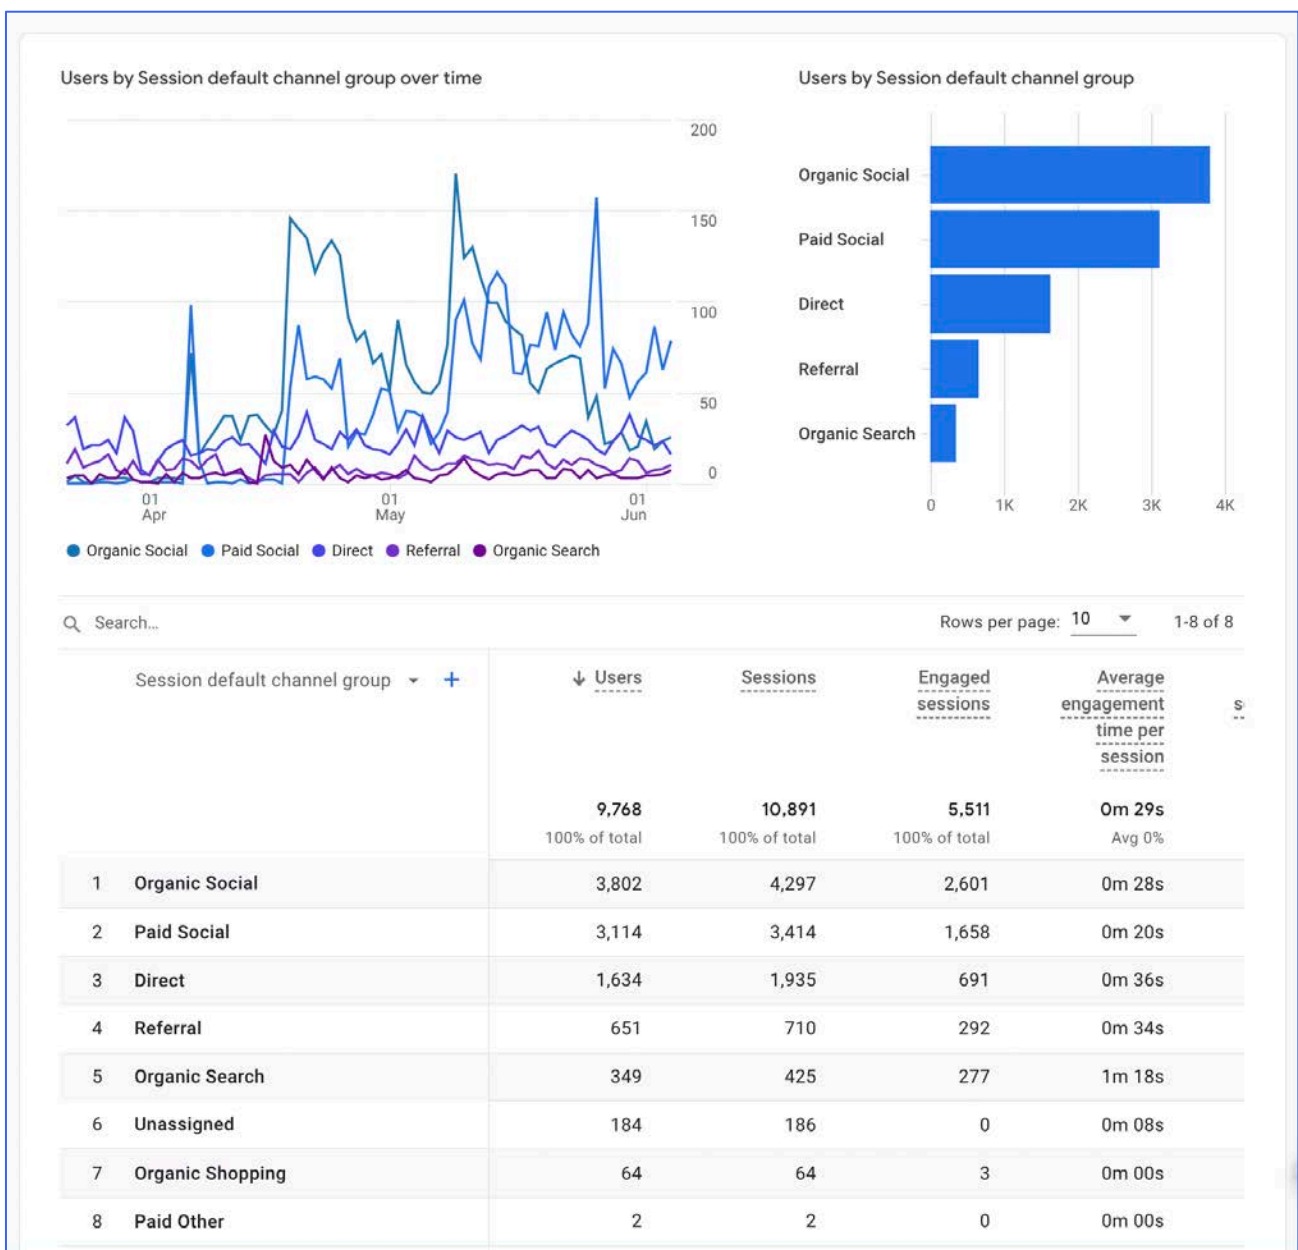 Users by Session default channel group over time
200
150
100
50
0
01 Apr
01 May
01 Jun
Organic Social Paid Social Direct Referral Organic Search
Users by Session default channel group
Organic Social
Paid Social
Direct
Referral
Organic Search
0 1K 2K 3K 4K
Search...
Rows per page: 10 1-8 of 8
Session default channel group +
↓ Users
Sessions
Engaged
sessions
Average
engagement
time per
session
s
9,768 10,891 5,511 0m 29s
100% of total 100% of total 100% of total Avg 0%
1 Organic Social 3,802 4,297 2,601 0m 28s
2 Paid Social 3,114 3,414 1,658 0m 20s
3 Direct 1,634 1,935 691 0m 36s
4 Referral 651 710 292 0m 34s
5 Organic Search 349 425 277 1m 18s
6 Unassigned 184 186 0 0m 08s
7 Organic Shopping 64 64 3 0m 00s
8 Paid Other 2 2 0 0m 00s